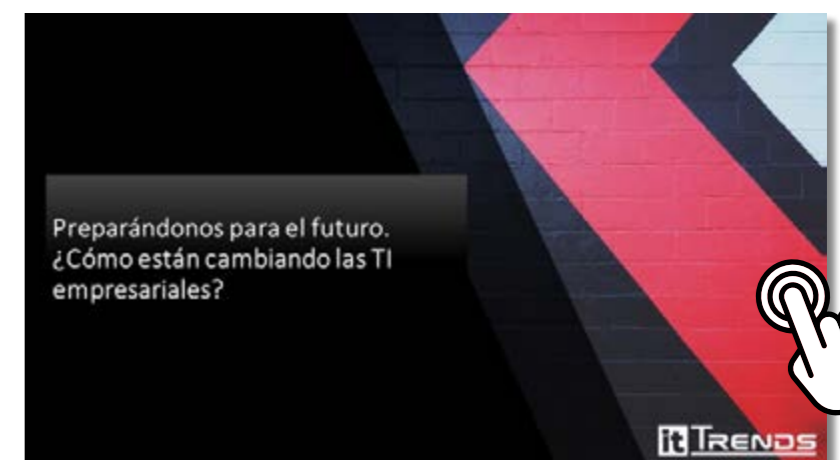 Preparándonos para el futuro.
¿Cómo están cambiando las TI
empresariales?
it TRENDS